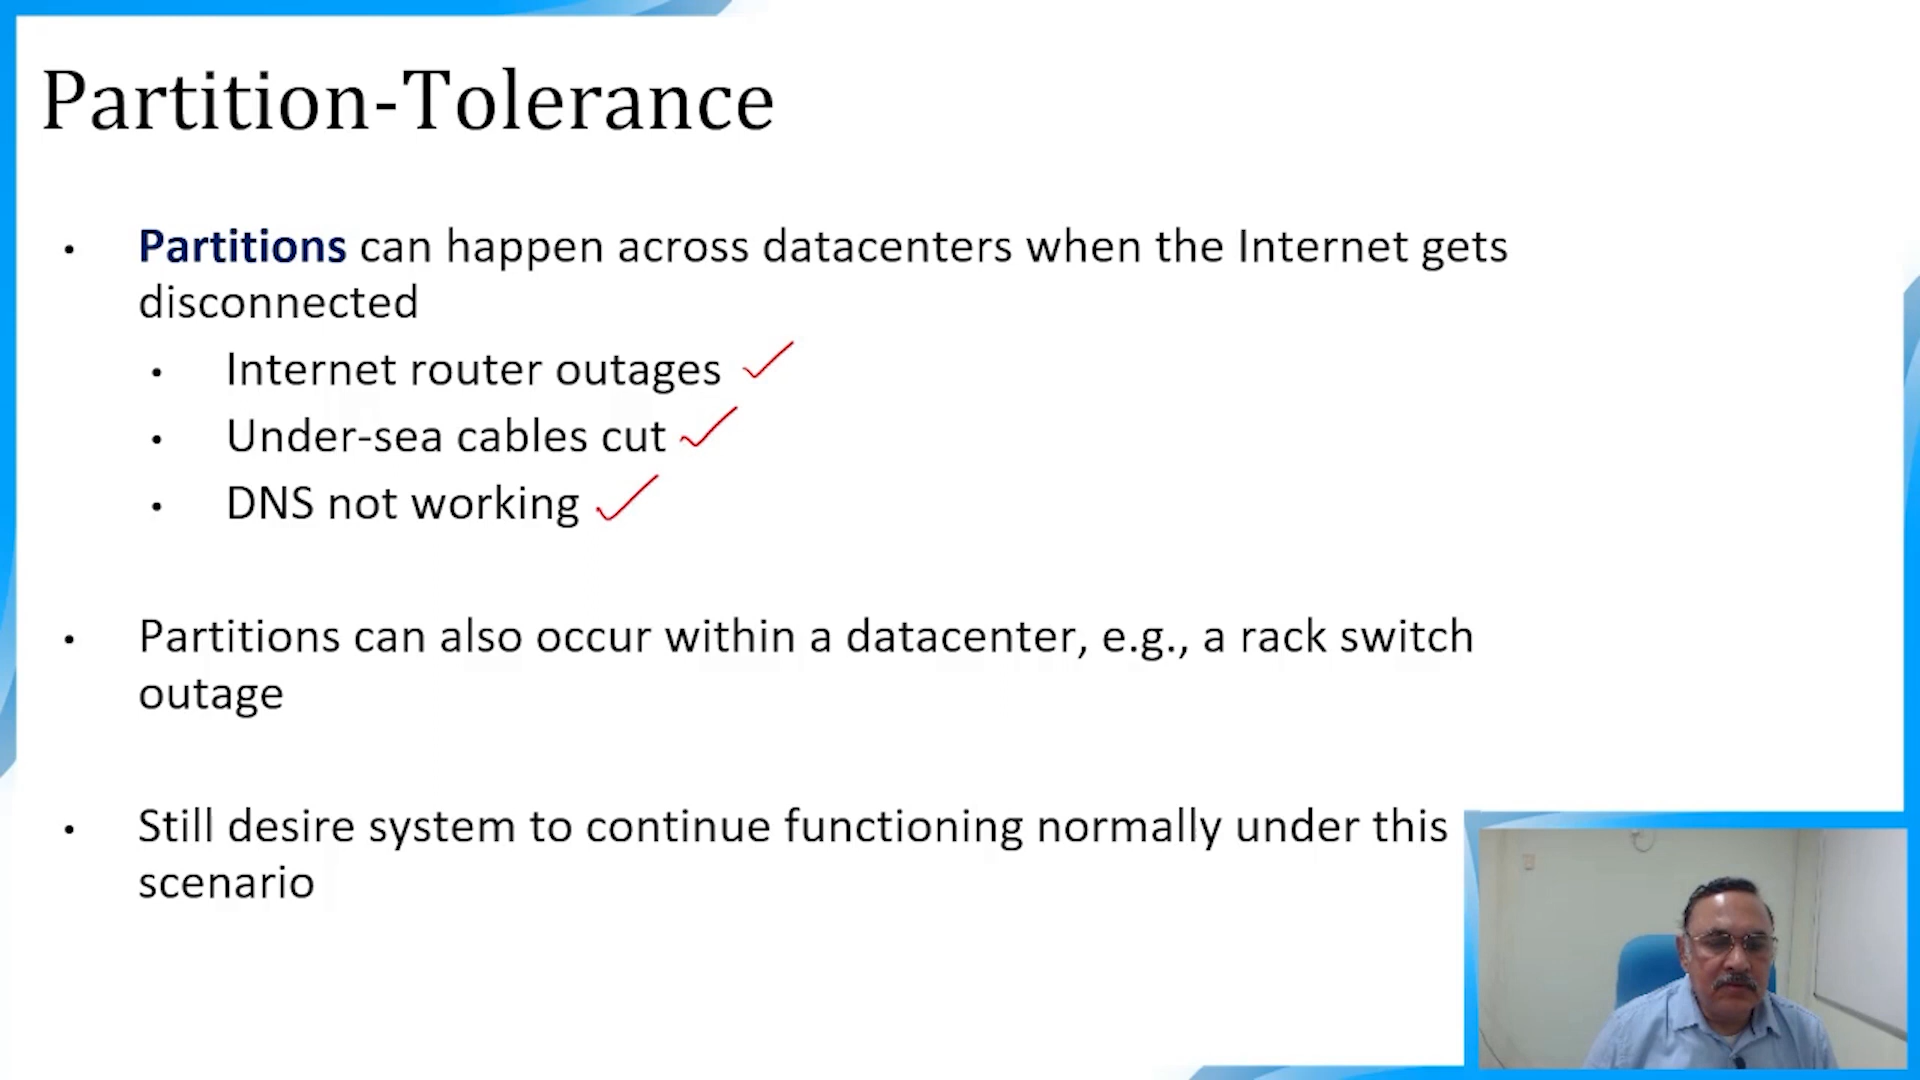 Partition-Tolerance
• Partitions can happen across datacenters when the Internet gets
disconnected
• Internet router outages
• Under-sea cables cut
• DNS not working
• Partitions can also occur within a datacenter, e.g., a rack switch
outage
• Still desire system to continue functioning normally under this
scenario